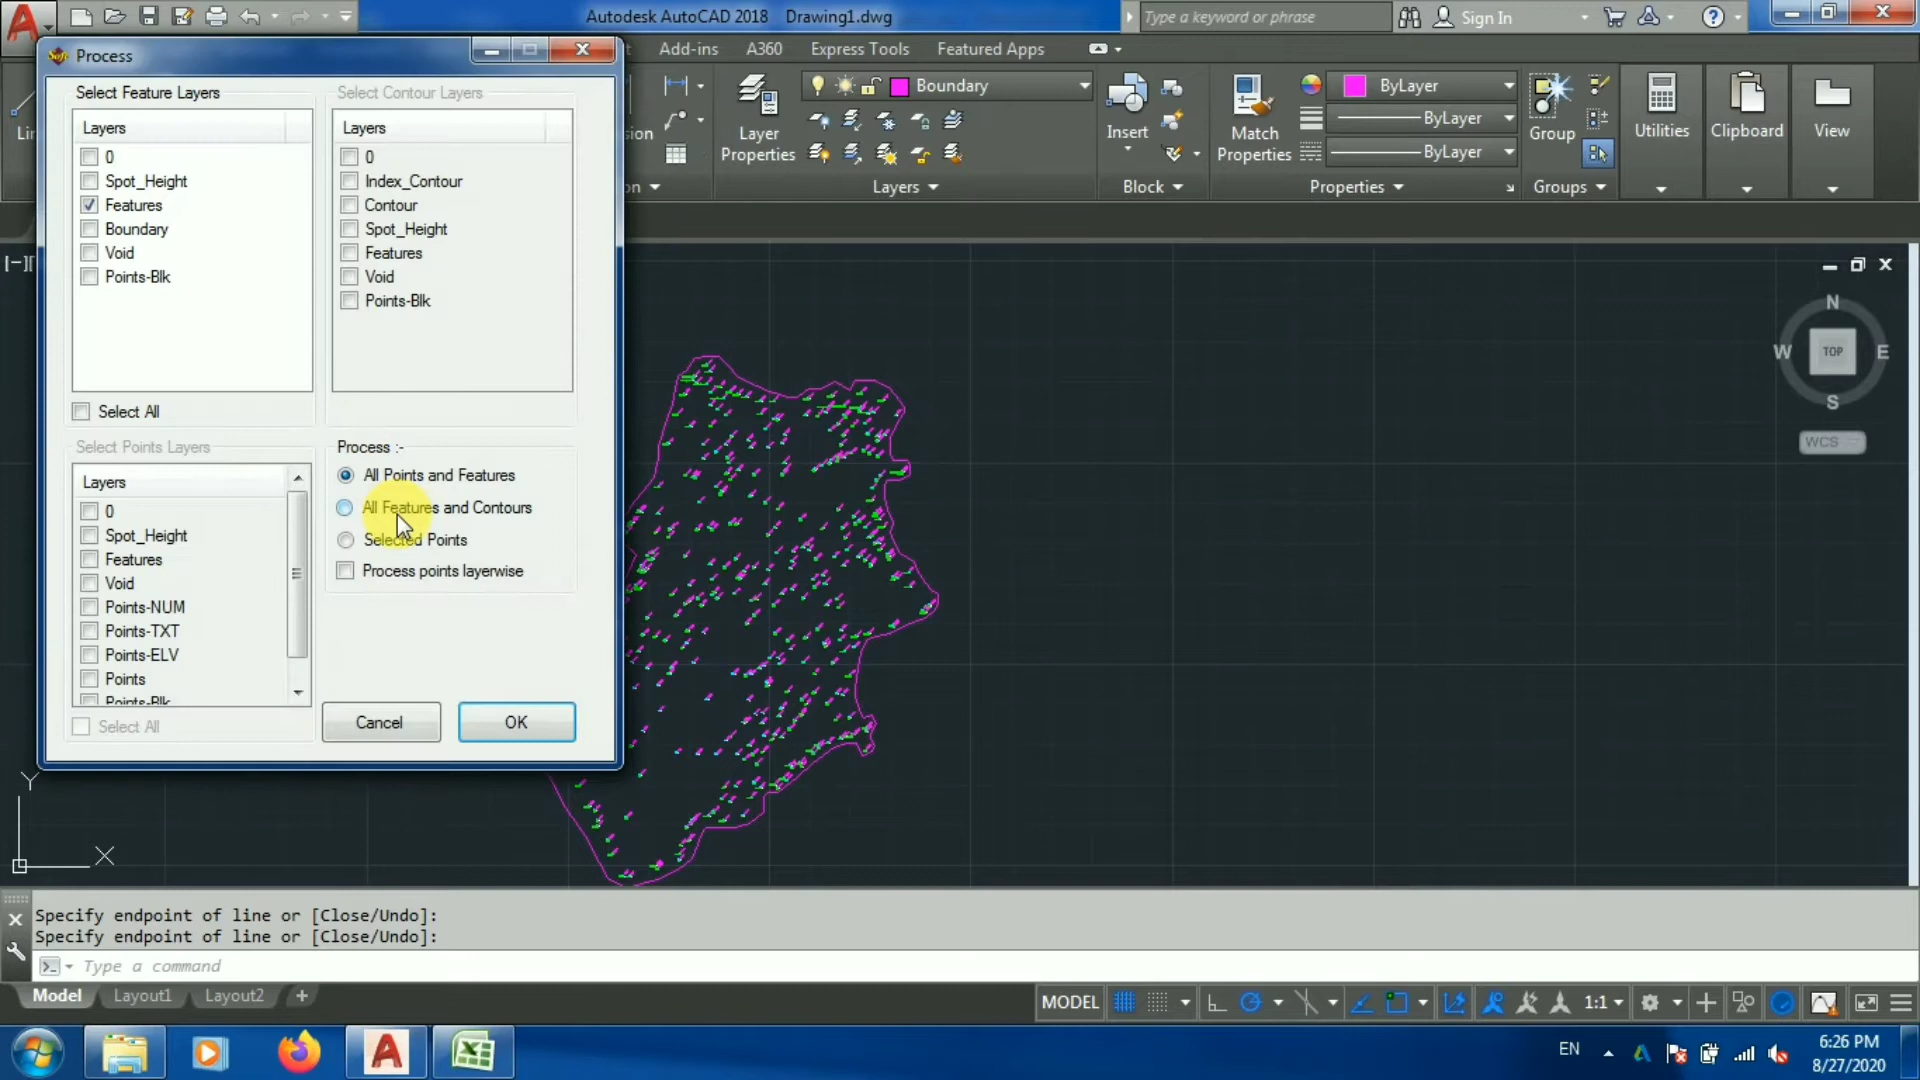 Autodesk AutoCAD 2018 Drawing1.dwg
Type a keyword or phrase
Sign In
Process
Add-ins
A360
Express Tools
Featured Apps
Select Feature Layers
Layers
0
Spot_Height
Features
Boundary
Void
Points-Blk
Select All
Select Contour Layers
Layers
0
Index_Contour
Contour
Spot_Height
Features
Void
Points-Blk
Select Points Layers
Layers
0
Spot_Height
Features
Void
Points-NUM
Points-TXT
Points-ELV
Points
Points-Blk
Select All
Process :-
All Points and Features
All Features and Contours
Selected Points
Process points layerwise
Cancel
OK
Layer
Properties
Boundary
Layers
Insert
Block
Match
Properties
ByLayer
ByLayer
ByLayer
Properties
Group
Groups
Utilities
Clipboard
View
N
W
TOP
E
S
WCS
Y
X
Specify endpoint of line or [Close/Undo]:
Specify endpoint of line or [Close/Undo]:
Type a command
Model
Layout1
Layout2
MODEL
1:1
EN
6:26 PM
8/27/2020